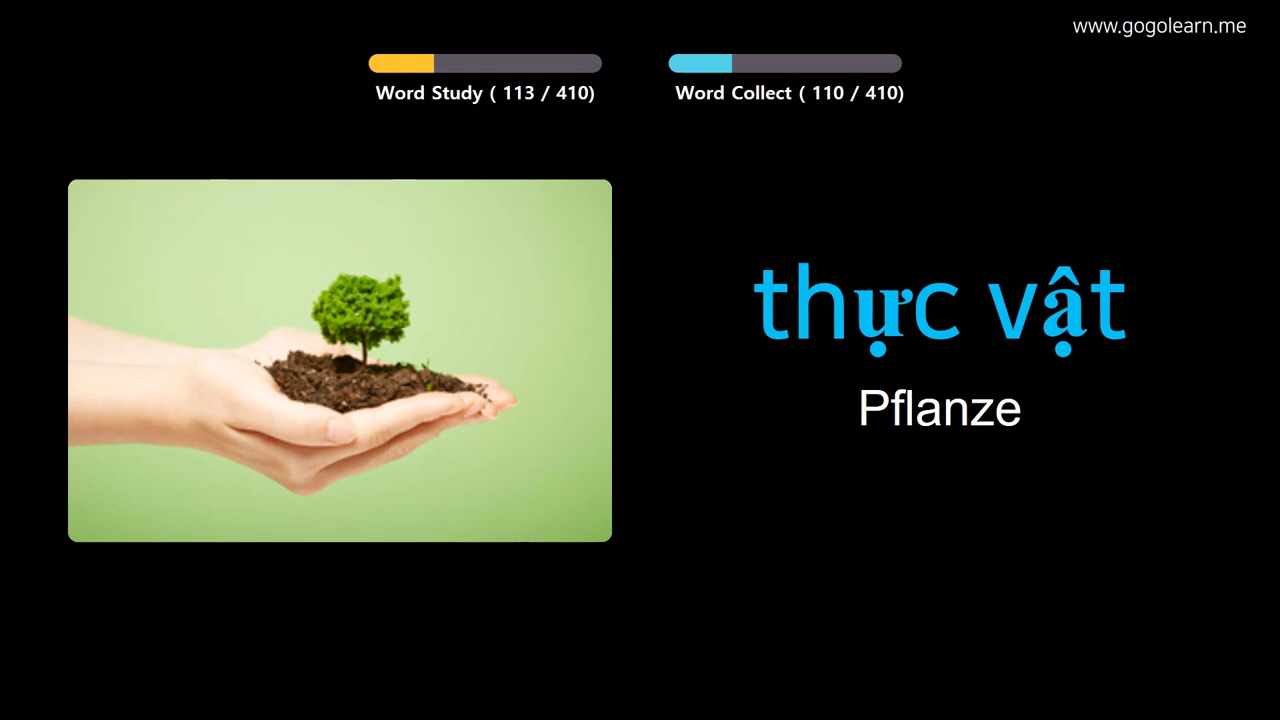 www.gogolearn.me
Word Study ( 113 / 410)
Word Collect ( 110 / 410)
thực vật
Pflanze